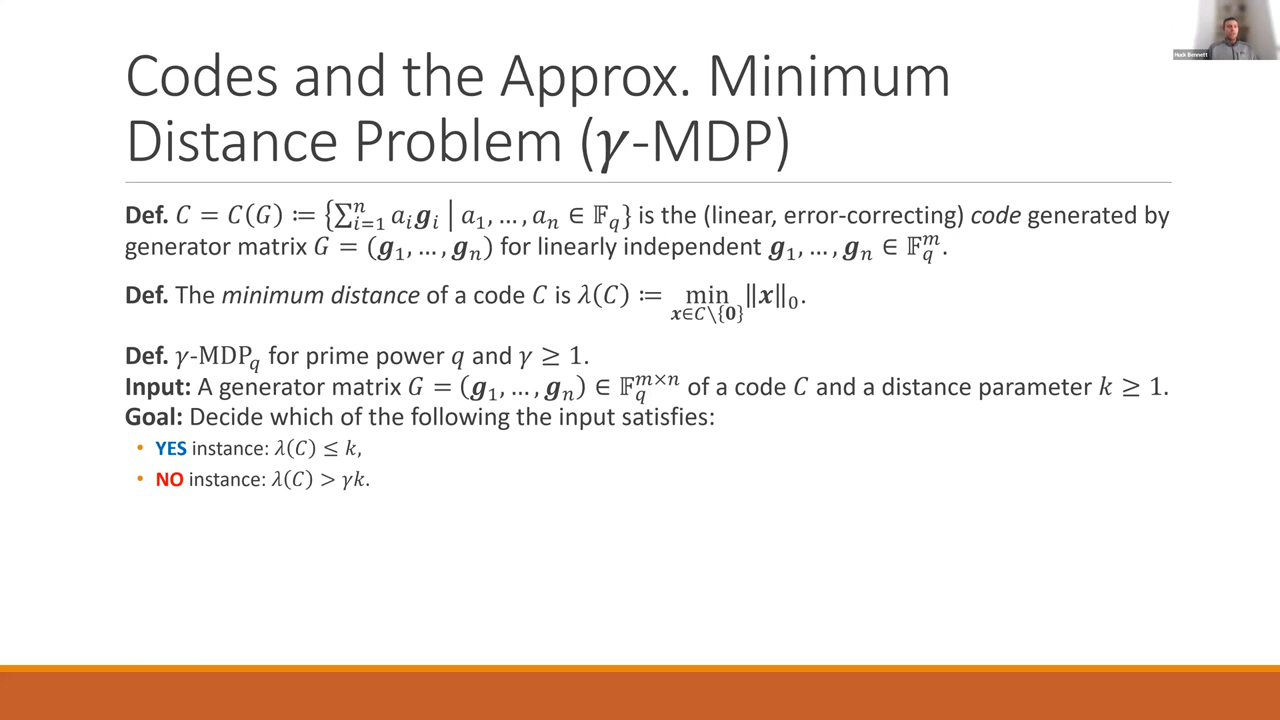 Huck Bennett
Codes and the Approx. Minimum
Distance Problem (γ-MDP)
Def. C = C(G) ≔ {∑ⁿᵢ₌₁ aᵢ𝒈ᵢ | a₁, …, aₙ ∈ 𝔽_q} is the (linear, error-correcting) code generated by
generator matrix G = (𝒈₁, …, 𝒈ₙ) for linearly independent 𝒈₁, …, 𝒈ₙ ∈ 𝔽_q^m.
Def. The minimum distance of a code C is λ(C) ≔ min_{𝒙∈C∖{𝟎}} ‖𝒙‖₀.
Def. γ-MDP_q for prime power q and γ ≥ 1.
Input: A generator matrix G = (𝒈₁, …, 𝒈ₙ) ∈ 𝔽_q^{m×n} of a code C and a distance parameter k ≥ 1.
Goal: Decide which of the following the input satisfies:
• YES instance: λ(C) ≤ k,
• NO instance: λ(C) > γk.